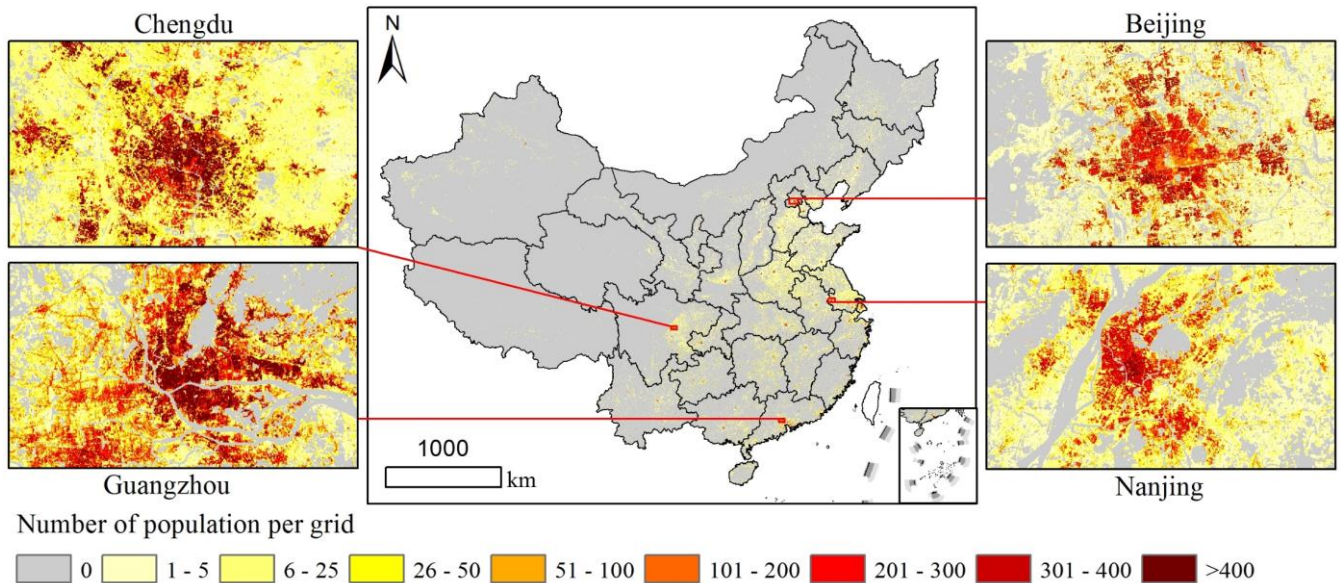 Chengdu
N
Beijing
1000
km
Guangzhou
Nanjing
Number of population per grid
0 1 - 5 6 - 25 26 - 50 51 - 100 101 - 200 201 - 300 301 - 400 >400